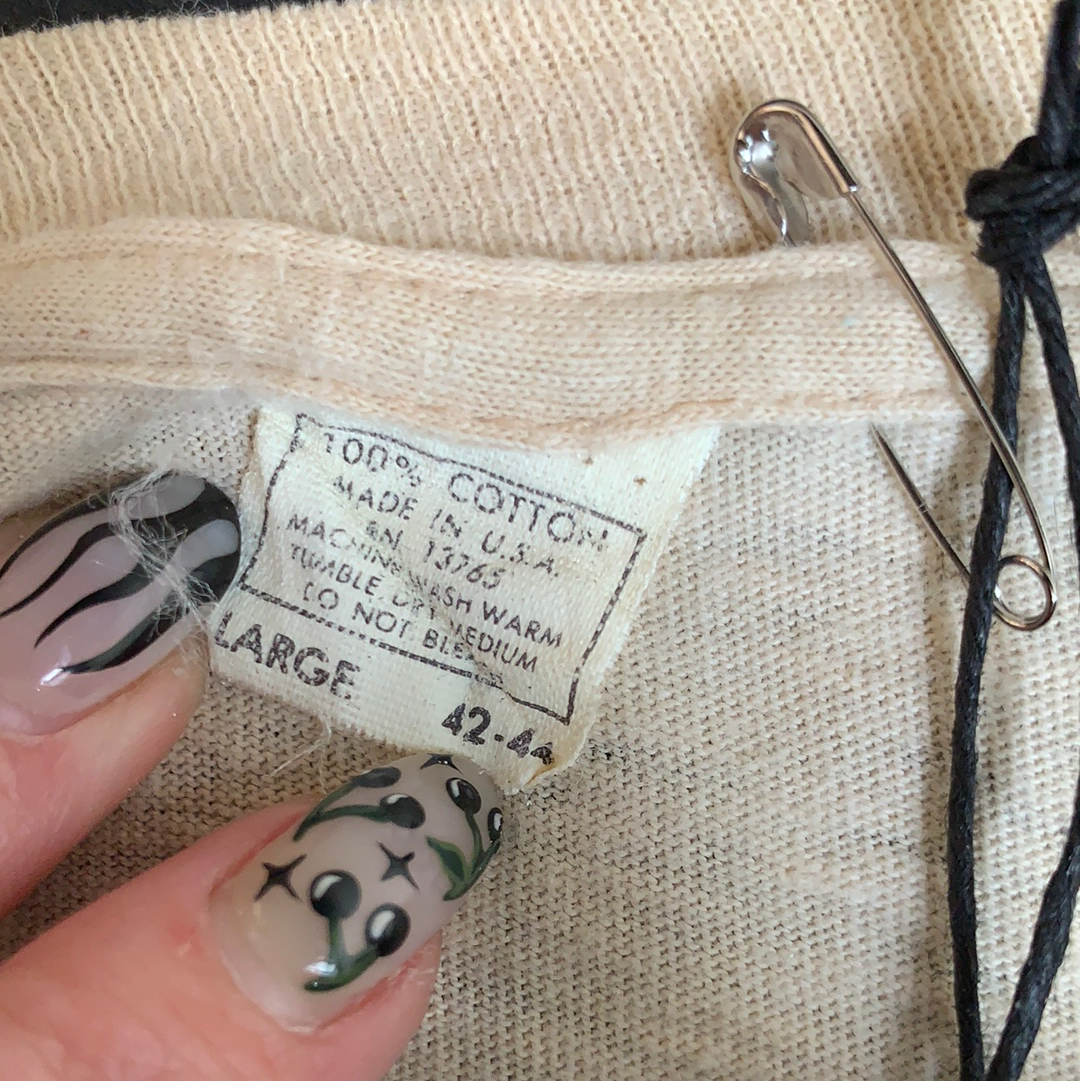 100% COTTON
MADE IN U.S.A.
RN 13765
MACHINE WASH WARM
TUMBLE DRY MEDIUM
DO NOT BLEACH
LARGE
42-44